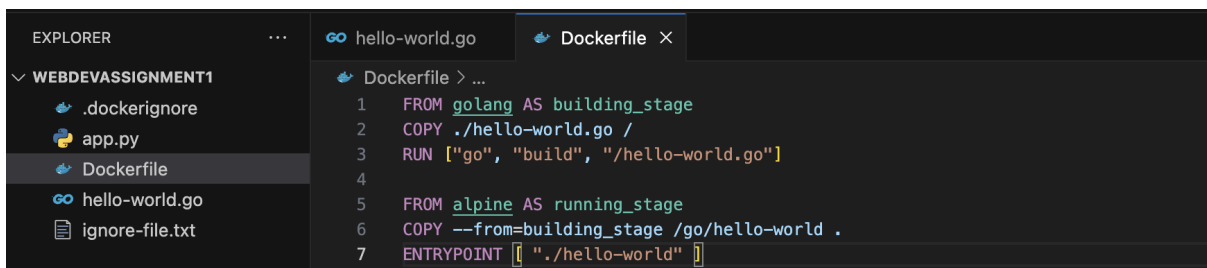 EXPLORER ...
WEBDEVASSIGNMENT1
.dockerignore
app.py
Dockerfile
GO hello-world.go
ignore-file.txt
GO hello-world.go
Dockerfile ×
Dockerfile > ...
1 FROM golang AS building_stage
2 COPY ./hello-world.go /
3 RUN ["go", "build", "/hello-world.go"]
4
5 FROM alpine AS running_stage
6 COPY --from=building_stage /go/hello-world .
7 ENTRYPOINT [ "./hello-world" ]